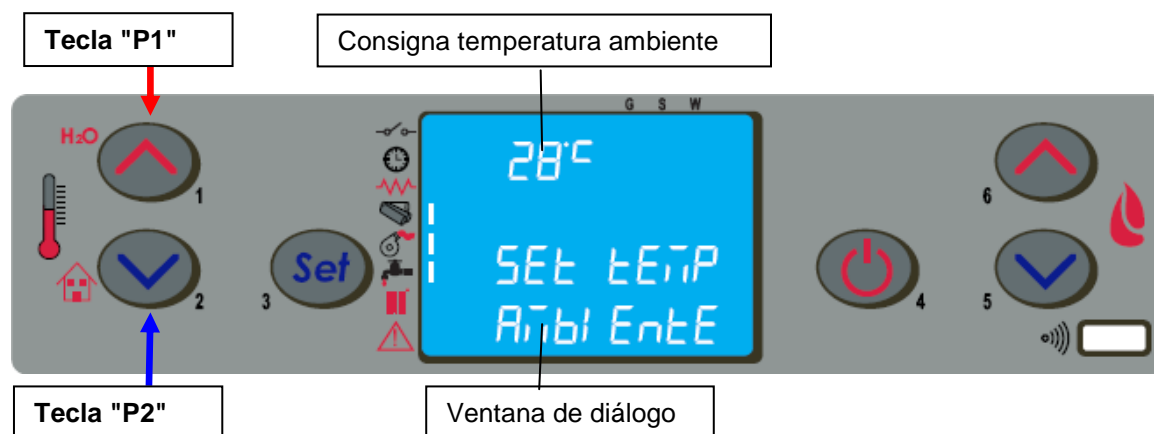 Tecla "P1"
Consigna temperatura ambiente
G S W
H2O
28°C
1
6
Set
SEt tEMP
AMbI EntE
2
3
4
5
Tecla "P2"
Ventana de diálogo